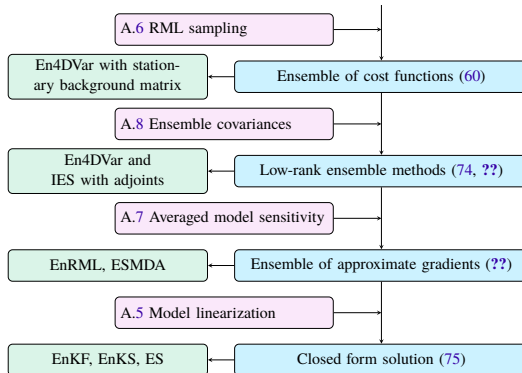 A.6 RML sampling
En4DVar with station-
ary background matrix
Ensemble of cost functions (60)
A.8 Ensemble covariances
En4DVar and
IES with adjoints
Low-rank ensemble methods (74, ??)
A.7 Averaged model sensitivity
EnRML, ESMDA
Ensemble of approximate gradients (??)
A.5 Model linearization
EnKF, EnKS, ES
Closed form solution (75)